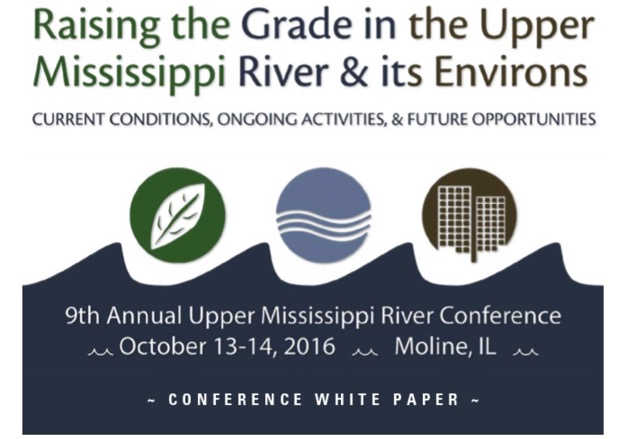 Raising the Grade in the Upper
Mississippi River & its Environs
CURRENT CONDITIONS, ONGOING ACTIVITIES, & FUTURE OPPORTUNITIES
9th Annual Upper Mississippi River Conference
October 13-14, 2016 Moline, IL
~ CONFERENCE WHITE PAPER ~